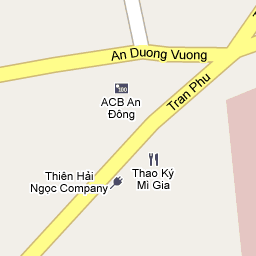 An Duong Vuong
Tran Phu
ACB An
Đông
Thiên Hải
Ngọc Company
Thao Ký
Mì Gia